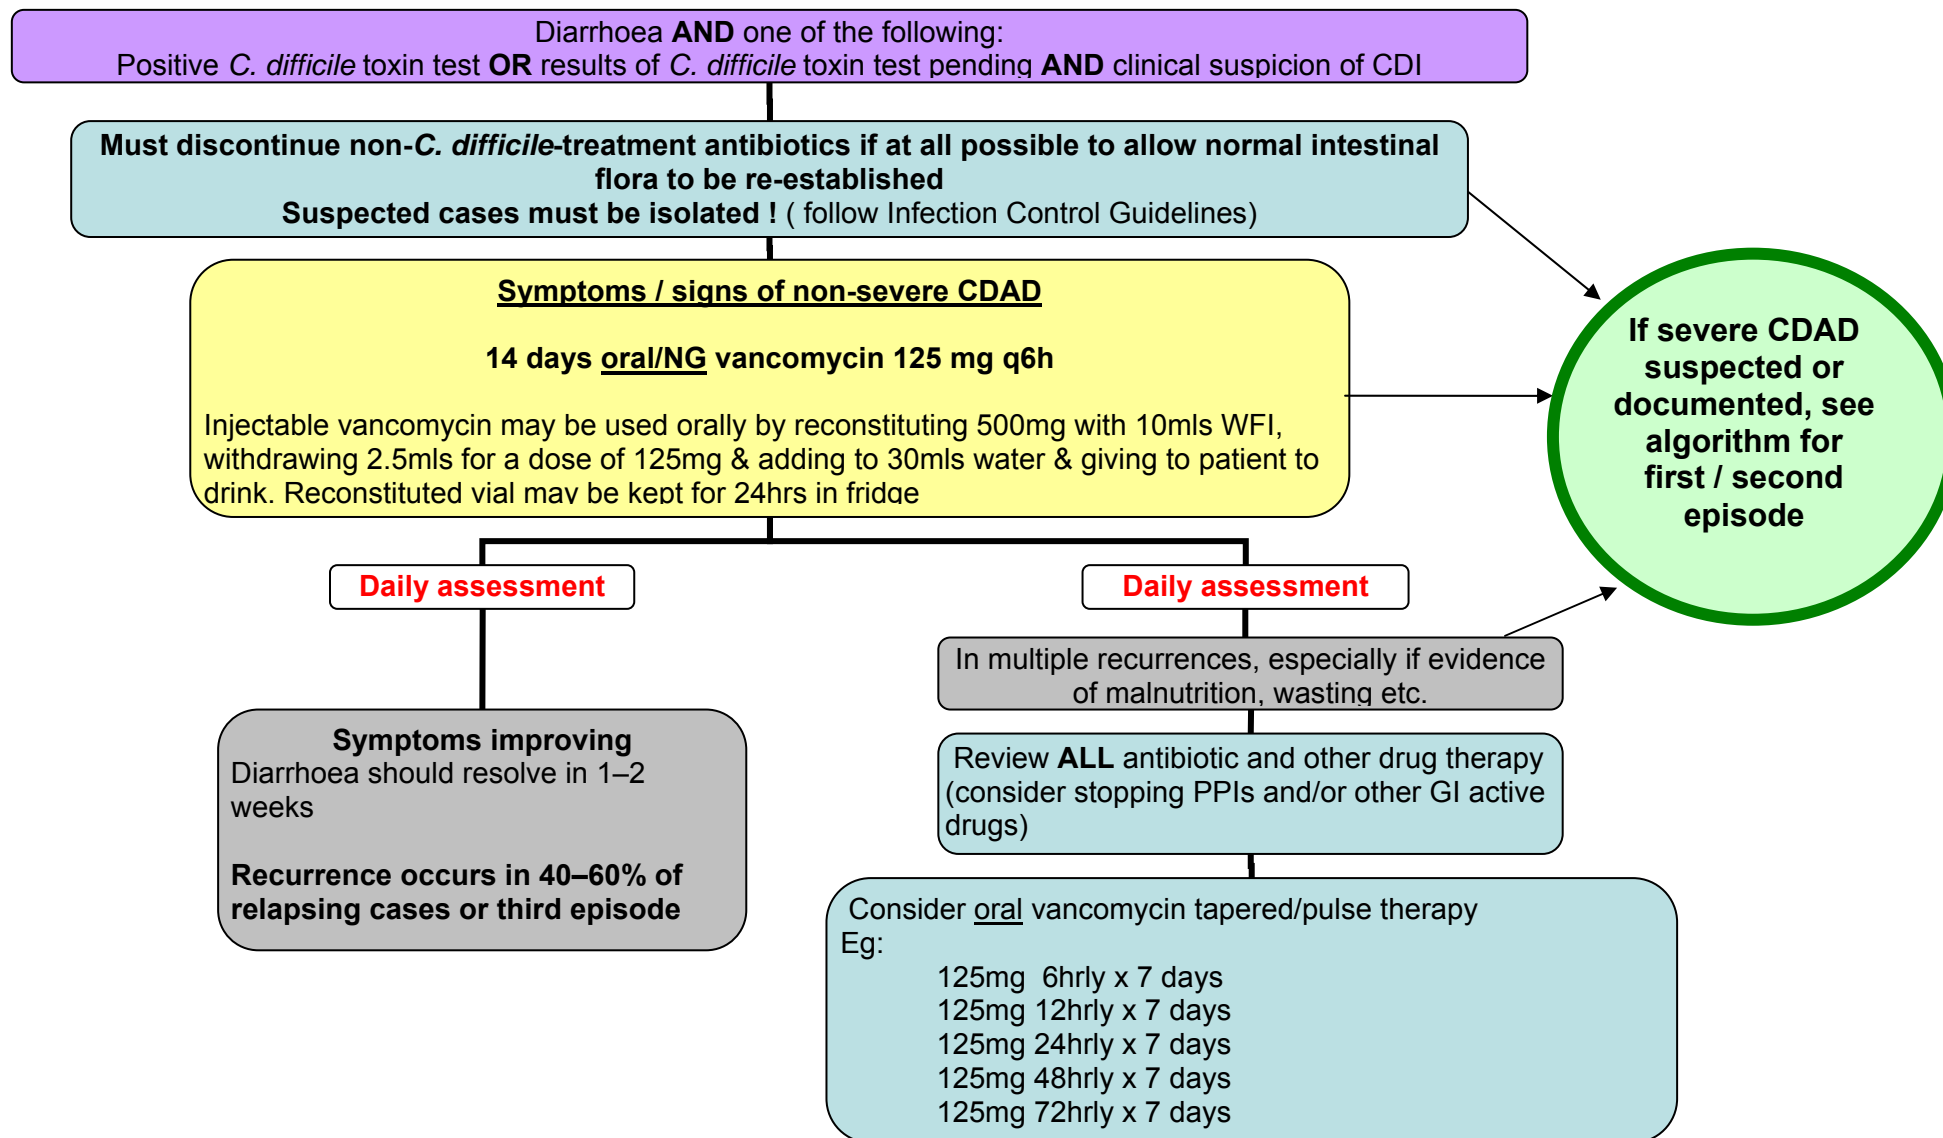 Diarrhoea AND one of the following:
Positive C. difficile toxin test OR results of C. difficile toxin test pending AND clinical suspicion of CDI
Must discontinue non-C. difficile-treatment antibiotics if at all possible to allow normal intestinal
flora to be re-established
Suspected cases must be isolated ! ( follow Infection Control Guidelines)
Symptoms / signs of non-severe CDAD
14 days oral/NG vancomycin 125 mg q6h
Injectable vancomycin may be used orally by reconstituting 500mg with 10mls WFI,
withdrawing 2.5mls for a dose of 125mg & adding to 30mls water & giving to patient to
drink. Reconstituted vial may be kept for 24hrs in fridge
If severe CDAD
suspected or
documented, see
algorithm for
first / second
episode
Daily assessment
Daily assessment
In multiple recurrences, especially if evidence
of malnutrition, wasting etc.
Symptoms improving
Diarrhoea should resolve in 1–2
weeks
Recurrence occurs in 40–60% of
relapsing cases or third episode
Review ALL antibiotic and other drug therapy
(consider stopping PPIs and/or other GI active
drugs)
Consider oral vancomycin tapered/pulse therapy
Eg:
125mg 6hrly x 7 days
125mg 12hrly x 7 days
125mg 24hrly x 7 days
125mg 48hrly x 7 days
125mg 72hrly x 7 days